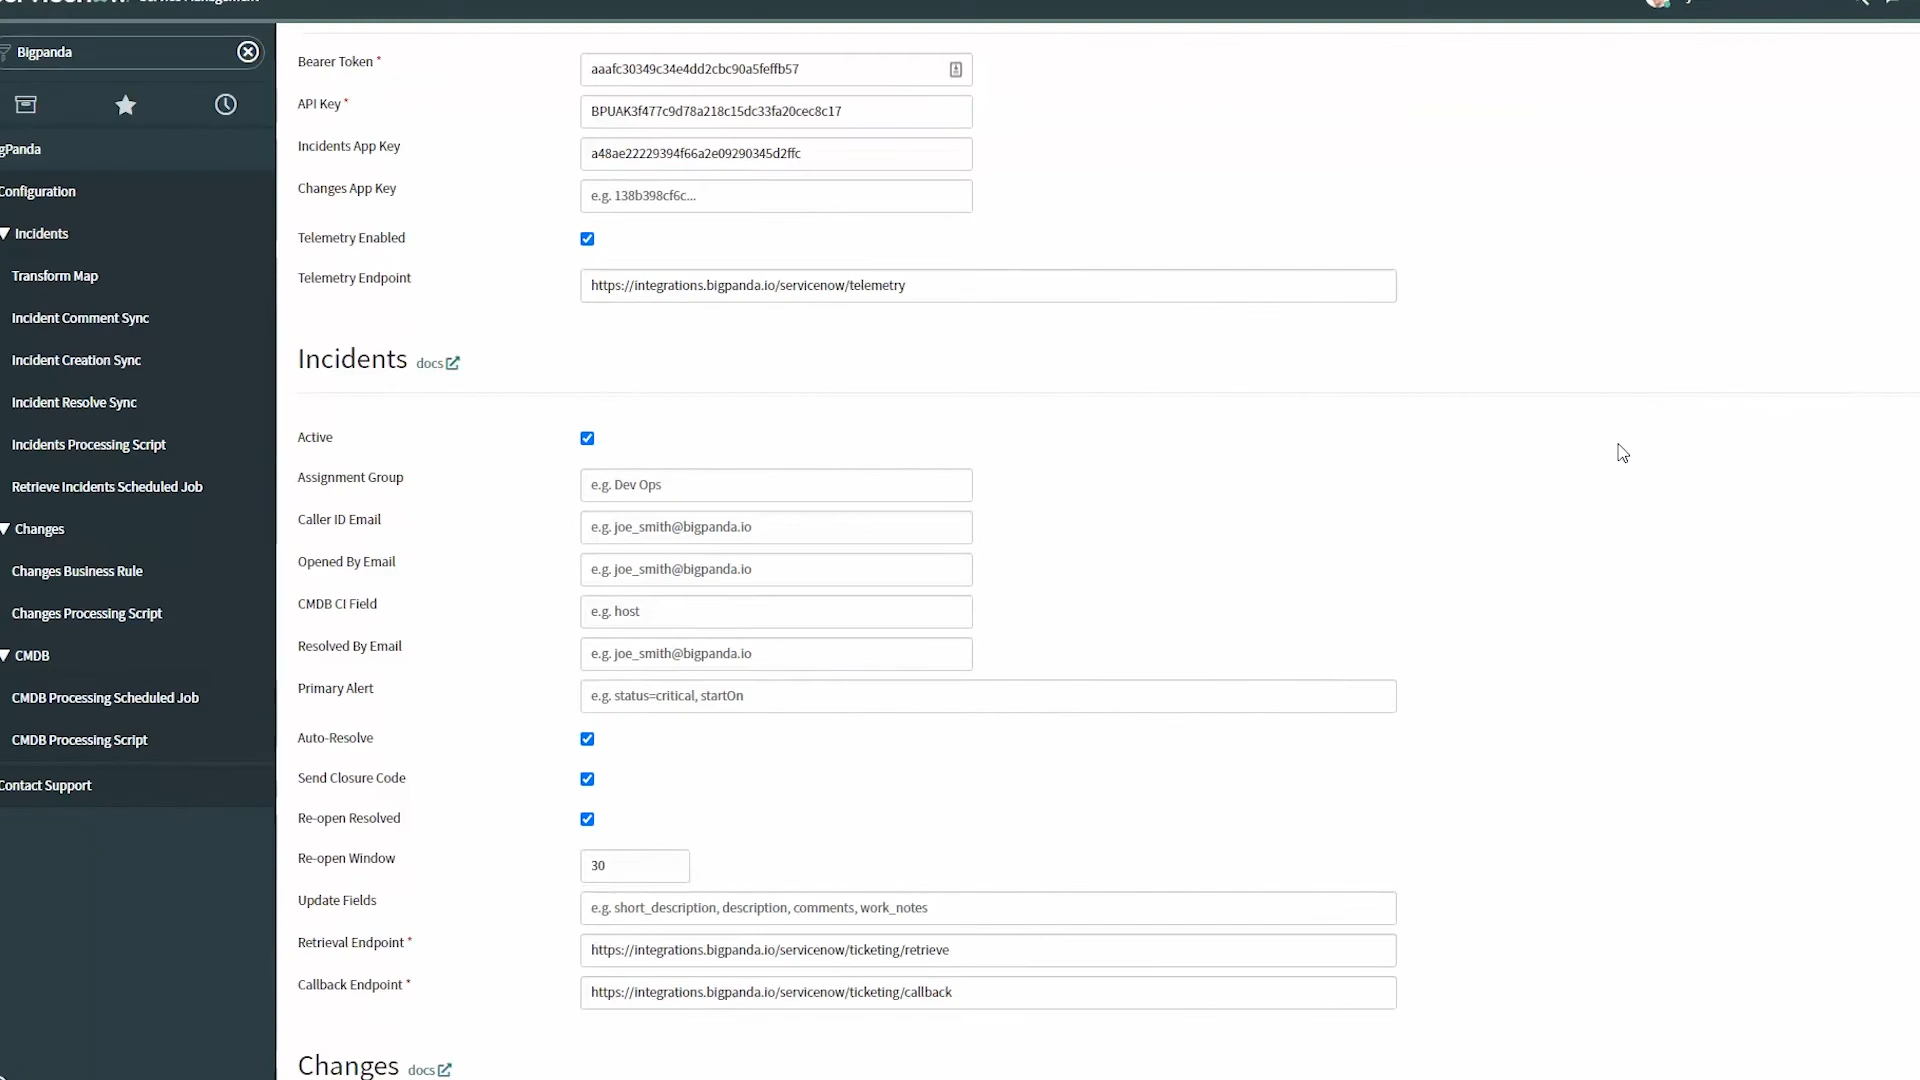 Bigpanda
gPanda
Configuration
Incidents
Transform Map
Incident Comment Sync
Incident Creation Sync
Incident Resolve Sync
Incidents Processing Script
Retrieve Incidents Scheduled Job
Changes
Changes Business Rule
Changes Processing Script
CMDB
CMDB Processing Scheduled Job
CMDB Processing Script
Contact Support
Bearer Token * aaafc30349c34e4dd2cbc90a5feffb57
API Key * BPUAK3f477c9d78a218c15dc33fa20cec8c17
Incidents App Key a48ae22229394f66a2e09290345d2ffc
Changes App Key e.g. 138b398cf6c...
Telemetry Enabled
Telemetry Endpoint https://integrations.bigpanda.io/servicenow/telemetry
Incidents docs
Active
Assignment Group e.g. Dev Ops
Caller ID Email e.g. joe_smith@bigpanda.io
Opened By Email e.g. joe_smith@bigpanda.io
CMDB CI Field e.g. host
Resolved By Email e.g. joe_smith@bigpanda.io
Primary Alert e.g. status=critical, startOn
Auto-Resolve
Send Closure Code
Re-open Resolved
Re-open Window 30
Update Fields e.g. short_description, description, comments, work_notes
Retrieval Endpoint * https://integrations.bigpanda.io/servicenow/ticketing/retrieve
Callback Endpoint * https://integrations.bigpanda.io/servicenow/ticketing/callback
Changes docs